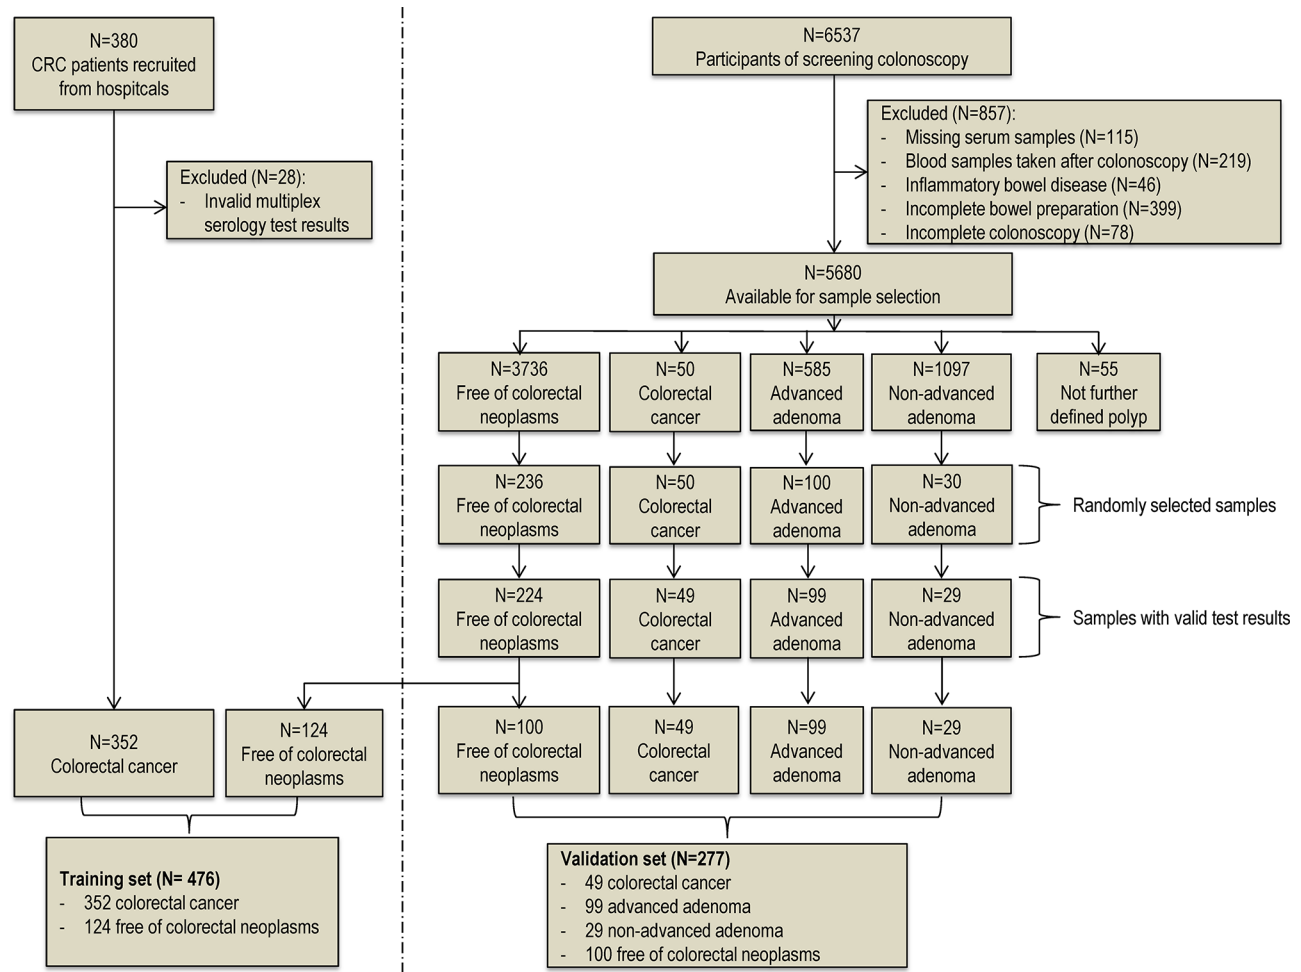 N=380
CRC patients recruited
from hospitcals
Excluded (N=28):
- Invalid multiplex
serology test results
N=6537
Participants of screening colonoscopy
Excluded (N=857):
- Missing serum samples (N=115)
- Blood samples taken after colonoscopy (N=219)
- Inflammatory bowel disease (N=46)
- Incomplete bowel preparation (N=399)
- Incomplete colonoscopy (N=78)
N=5680
Available for sample selection
N=3736
Free of colorectal
neoplasms
N=50
Colorectal
cancer
N=585
Advanced
adenoma
N=1097
Non-advanced
adenoma
N=55
Not further
defined polyp
N=236
Free of colorectal
neoplasms
N=50
Colorectal
cancer
N=100
Advanced
adenoma
N=30
Non-advanced
adenoma
Randomly selected samples
N=224
Free of colorectal
neoplasms
N=49
Colorectal
cancer
N=99
Advanced
adenoma
N=29
Non-advanced
adenoma
Samples with valid test results
N=352
Colorectal cancer
N=124
Free of colorectal
neoplasms
N=100
Free of colorectal
neoplasms
N=49
Colorectal
cancer
N=99
Advanced
adenoma
N=29
Non-advanced
adenoma
Training set (N= 476)
- 352 colorectal cancer
- 124 free of colorectal neoplasms
Validation set (N=277)
- 49 colorectal cancer
- 99 advanced adenoma
- 29 non-advanced adenoma
- 100 free of colorectal neoplasms